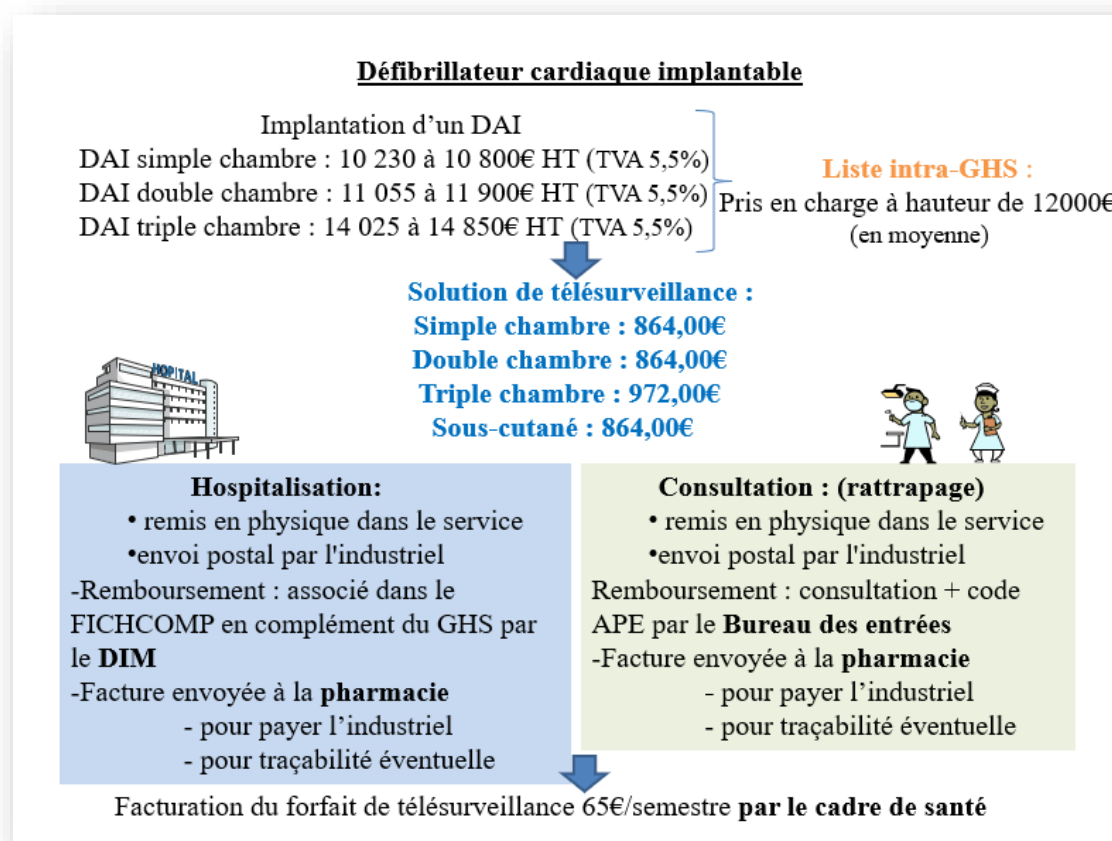 Défibrillateur cardiaque implantable
Implantation d’un DAI
DAI simple chambre : 10 230 à 10 800€ HT (TVA 5,5%)
DAI double chambre : 11 055 à 11 900€ HT (TVA 5,5%)
DAI triple chambre : 14 025 à 14 850€ HT (TVA 5,5%)
Liste intra-GHS :
Pris en charge à hauteur de 12000€
(en moyenne)
Solution de télésurveillance :
Simple chambre : 864,00€
Double chambre : 864,00€
Triple chambre : 972,00€
Sous-cutané : 864,00€
HOPITAL
Hospitalisation:
• remis en physique dans le service
•envoi postal par l'industriel
-Remboursement : associé dans le
FICHCOMP en complément du GHS par
le DIM
-Facture envoyée à la pharmacie
- pour payer l’industriel
- pour traçabilité éventuelle
Consultation : (rattrapage)
• remis en physique dans le service
•envoi postal par l'industriel
Remboursement : consultation + code
APE par le Bureau des entrées
-Facture envoyée à la pharmacie
- pour payer l’industriel
- pour traçabilité éventuelle
Facturation du forfait de télésurveillance 65€/semestre par le cadre de santé